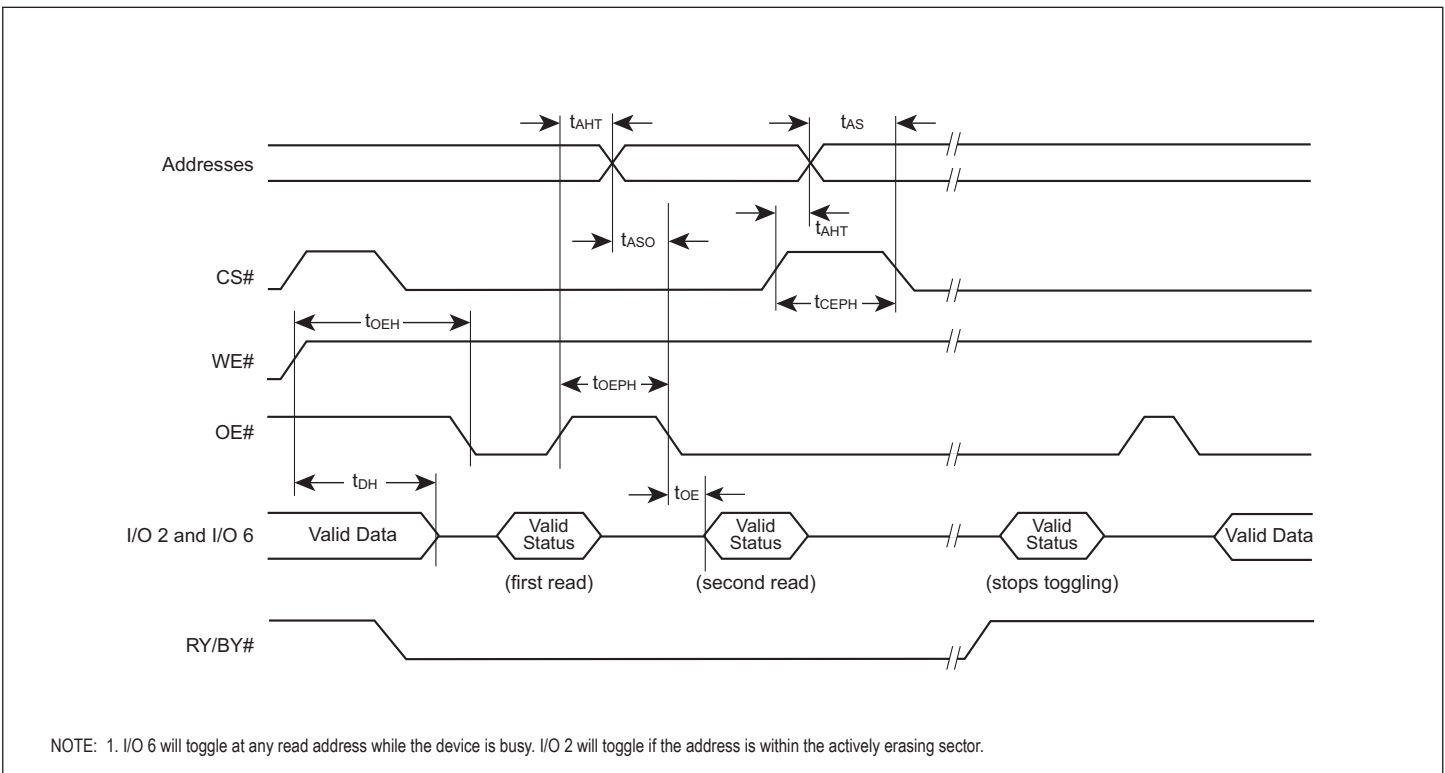 tAHT
tAS
Addresses
tAHT
tASO
CS#
tCEPH
tOEH
WE#
tOEPH
OE#
tDH
tOE
I/O 2 and I/O 6
Valid Data
Valid
Status
Valid
Status
Valid
Status
Valid Data
(first read)
(second read)
(stops toggling)
RY/BY#
NOTE: 1. I/O 6 will toggle at any read address while the device is busy. I/O 2 will toggle if the address is within the actively erasing sector.